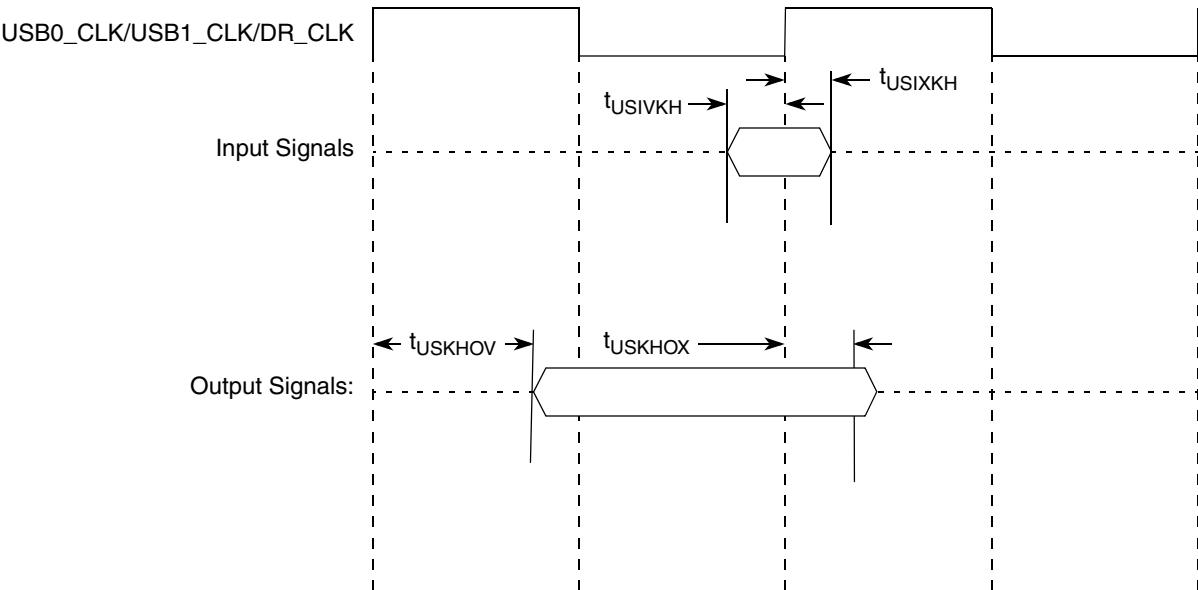 USB0_CLK/USB1_CLK/DR_CLK
tUSIXKH
tUSIVKH
Input Signals
tUSKHOV
tUSKHOX
Output Signals: